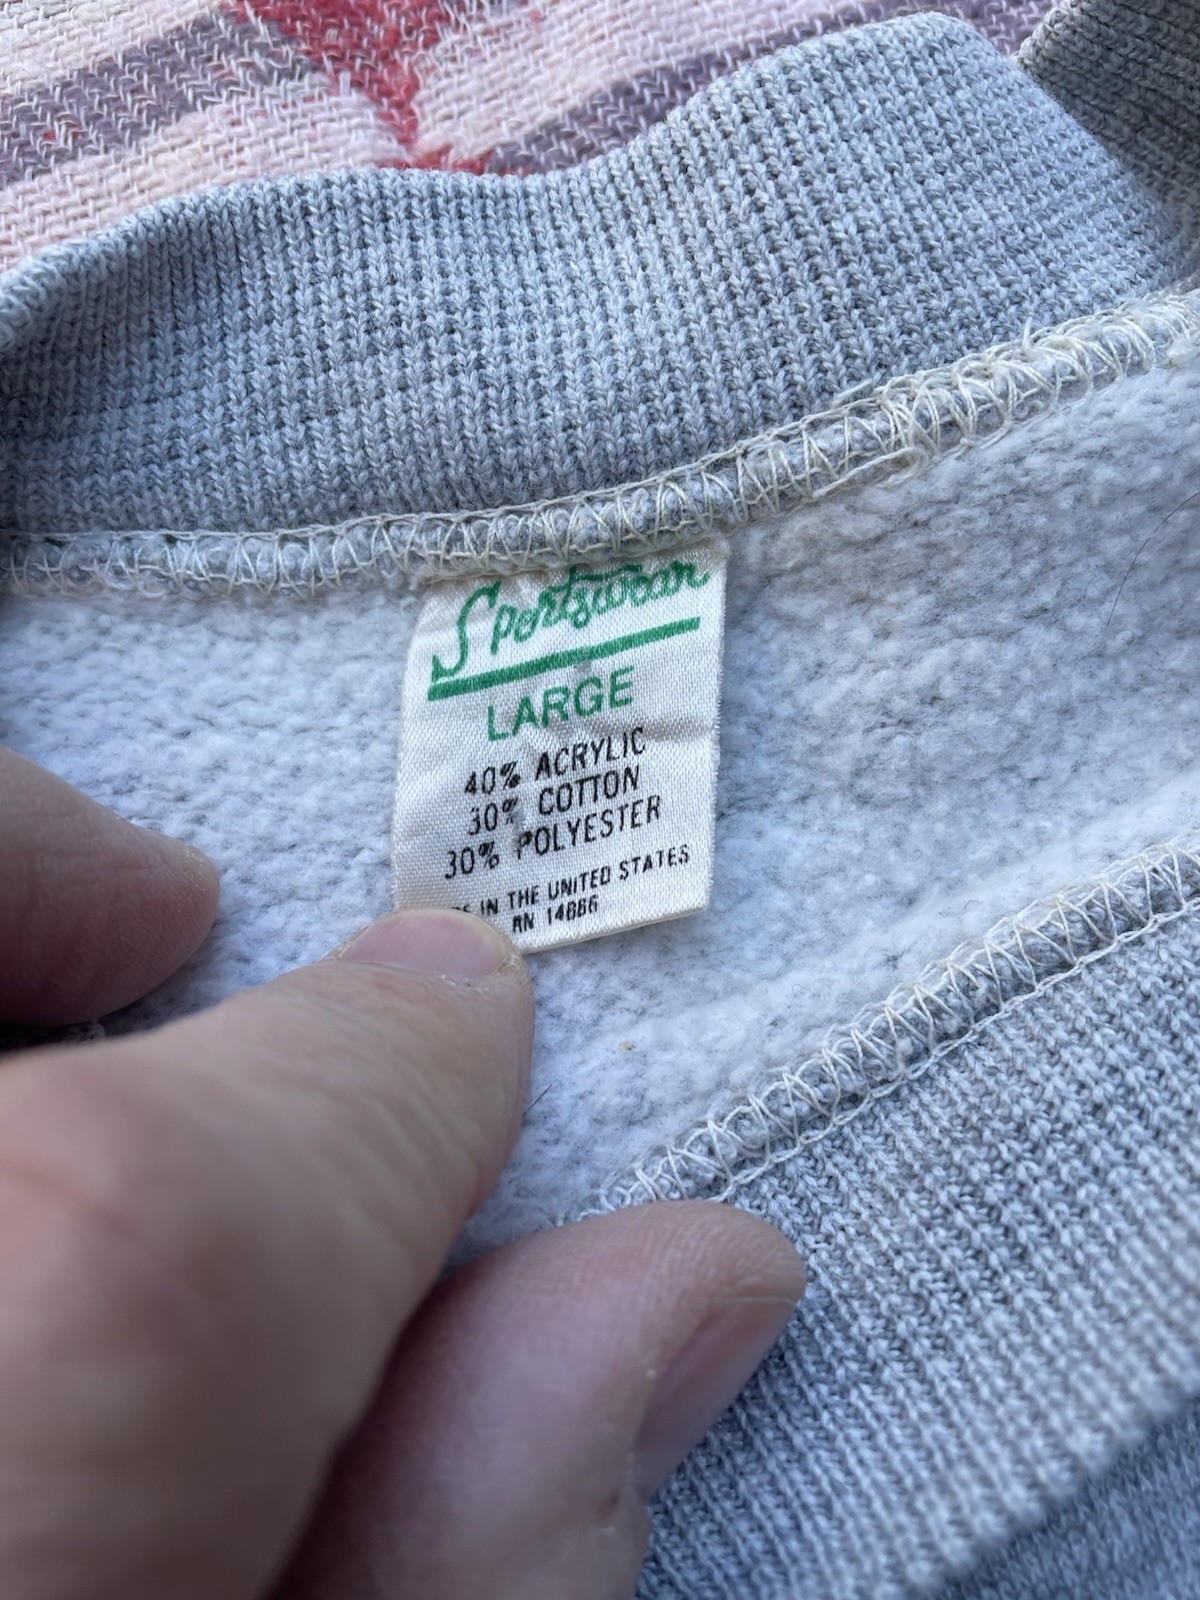 Sportswear
LARGE
40% ACRYLIC
30% COTTON
30% POLYESTER
IN THE UNITED STATES
RN 14886